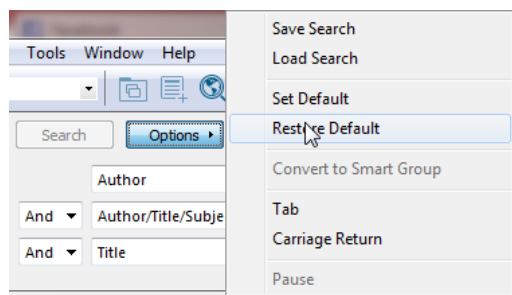 Tools Window Help
Search Options
Author
And Author/Title/Subje
And Title
Save Search
Load Search
Set Default
Restore Default
Convert to Smart Group
Tab
Carriage Return
Pause